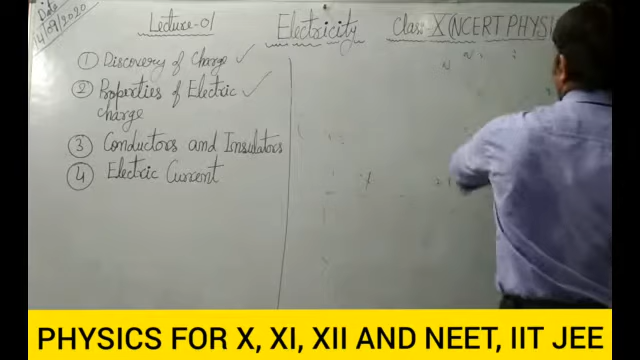 Date
14/09/2020
Lecture-01
Electricity
Class-X (NCERT PHYSI
① Discovery of Charge ✓
② Properties of Electric ✓
charge
③ Conductors and Insulators
④ Electric Current
PHYSICS FOR X, XI, XII AND NEET, IIT JEE